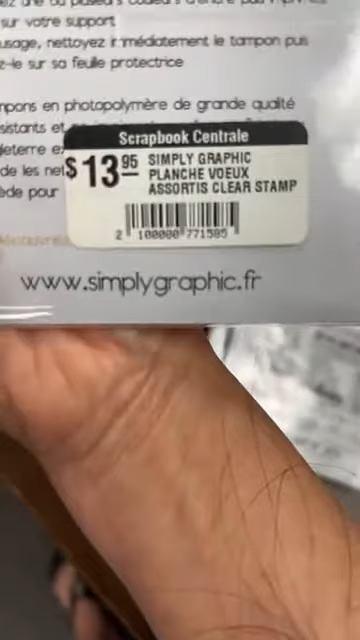 sur votre support
usage, nettoyez immédiatement le tampon puis
z-le sur sa feuille protectrice
mpons en photopolymère de grande qualité
sistants et
leterre e
de les net
ède pour
Scrapbook Centrale
$13.95 SIMPLY GRAPHIC
PLANCHE VOEUX
ASSORTIS CLEAR STAMP
2 100000 771585
www.simplygraphic.fr